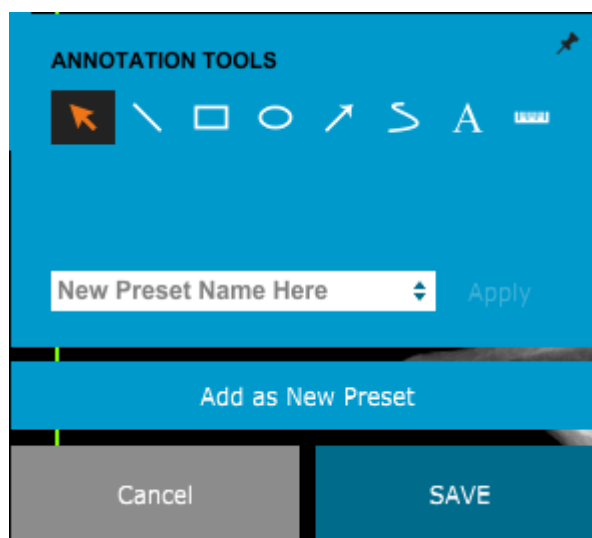 ANNOTATION TOOLS
A
New Preset Name Here
Apply
Add as New Preset
Cancel
SAVE